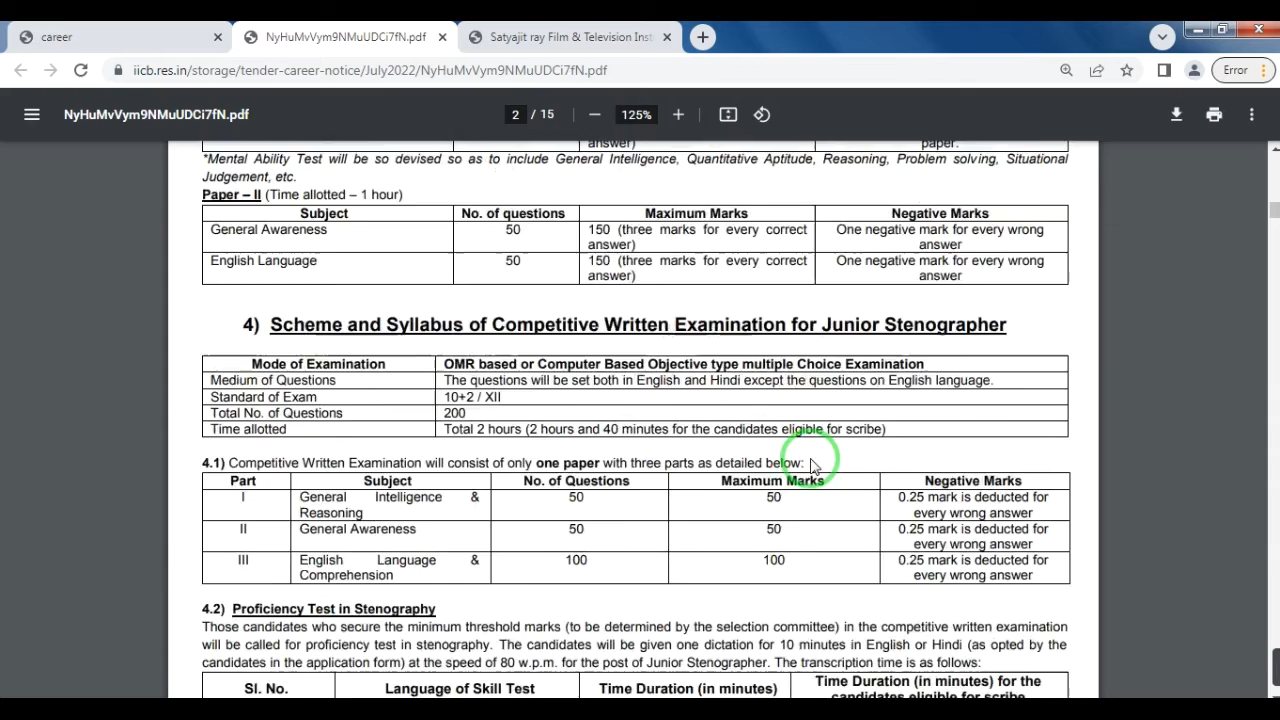 career
NyHuMvVym9NMuUDCi7fN.pdf
Satyajit ray Film & Television Inst
iicb.res.in/storage/tender-career-notice/July2022/NyHuMvVym9NMuUDCi7fN.pdf
Error
NyHuMvVym9NMuUDCi7fN.pdf
2 / 15
125%
answer) paper.
*Mental Ability Test will be so devised so as to include General Intelligence, Quantitative Aptitude, Reasoning, Problem solving, Situational
Judgement, etc.
Paper – II (Time allotted – 1 hour)
Subject No. of questions Maximum Marks Negative Marks
General Awareness 50 150 (three marks for every correct One negative mark for every wrong
answer) answer
English Language 50 150 (three marks for every correct One negative mark for every wrong
answer) answer
4) Scheme and Syllabus of Competitive Written Examination for Junior Stenographer
Mode of Examination OMR based or Computer Based Objective type multiple Choice Examination
Medium of Questions The questions will be set both in English and Hindi except the questions on English language.
Standard of Exam 10+2 / XII
Total No. of Questions 200
Time allotted Total 2 hours (2 hours and 40 minutes for the candidates eligible for scribe)
4.1) Competitive Written Examination will consist of only one paper with three parts as detailed below:
Part Subject No. of Questions Maximum Marks Negative Marks
I General Intelligence & 50 50 0.25 mark is deducted for
Reasoning every wrong answer
II General Awareness 50 50 0.25 mark is deducted for
every wrong answer
III English Language & 100 100 0.25 mark is deducted for
Comprehension every wrong answer
4.2) Proficiency Test in Stenography
Those candidates who secure the minimum threshold marks (to be determined by the selection committee) in the competitive written examination
will be called for proficiency test in stenography. The candidates will be given one dictation for 10 minutes in English or Hindi (as opted by the
candidates in the application form) at the speed of 80 w.p.m. for the post of Junior Stenographer. The transcription time is as follows:
Sl. No. Language of Skill Test Time Duration (in minutes) Time Duration (in minutes) for the
candidates eligible for scribe